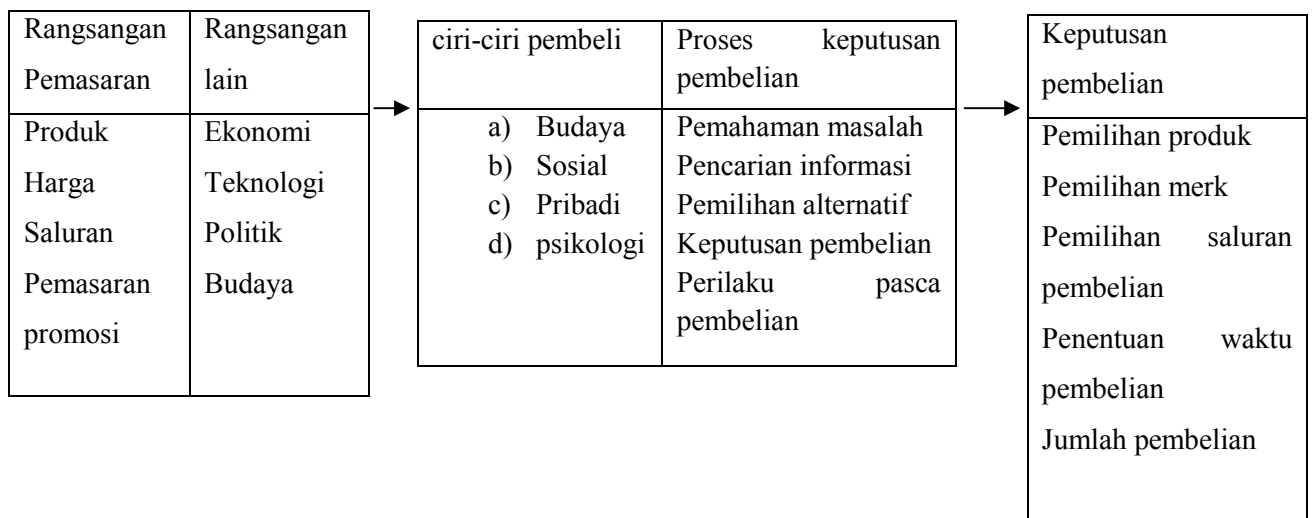 Rangsangan
Pemasaran
Rangsangan
lain
Produk
Harga
Saluran
Pemasaran
promosi
Ekonomi
Teknologi
Politik
Budaya
ciri-ciri pembeli
Proses keputusan
pembelian
a) Budaya
b) Sosial
c) Pribadi
d) psikologi
Pemahaman masalah
Pencarian informasi
Pemilihan alternatif
Keputusan pembelian
Perilaku pasca
pembelian
Keputusan
pembelian
Pemilihan produk
Pemilihan merk
Pemilihan saluran
pembelian
Penentuan waktu
pembelian
Jumlah pembelian